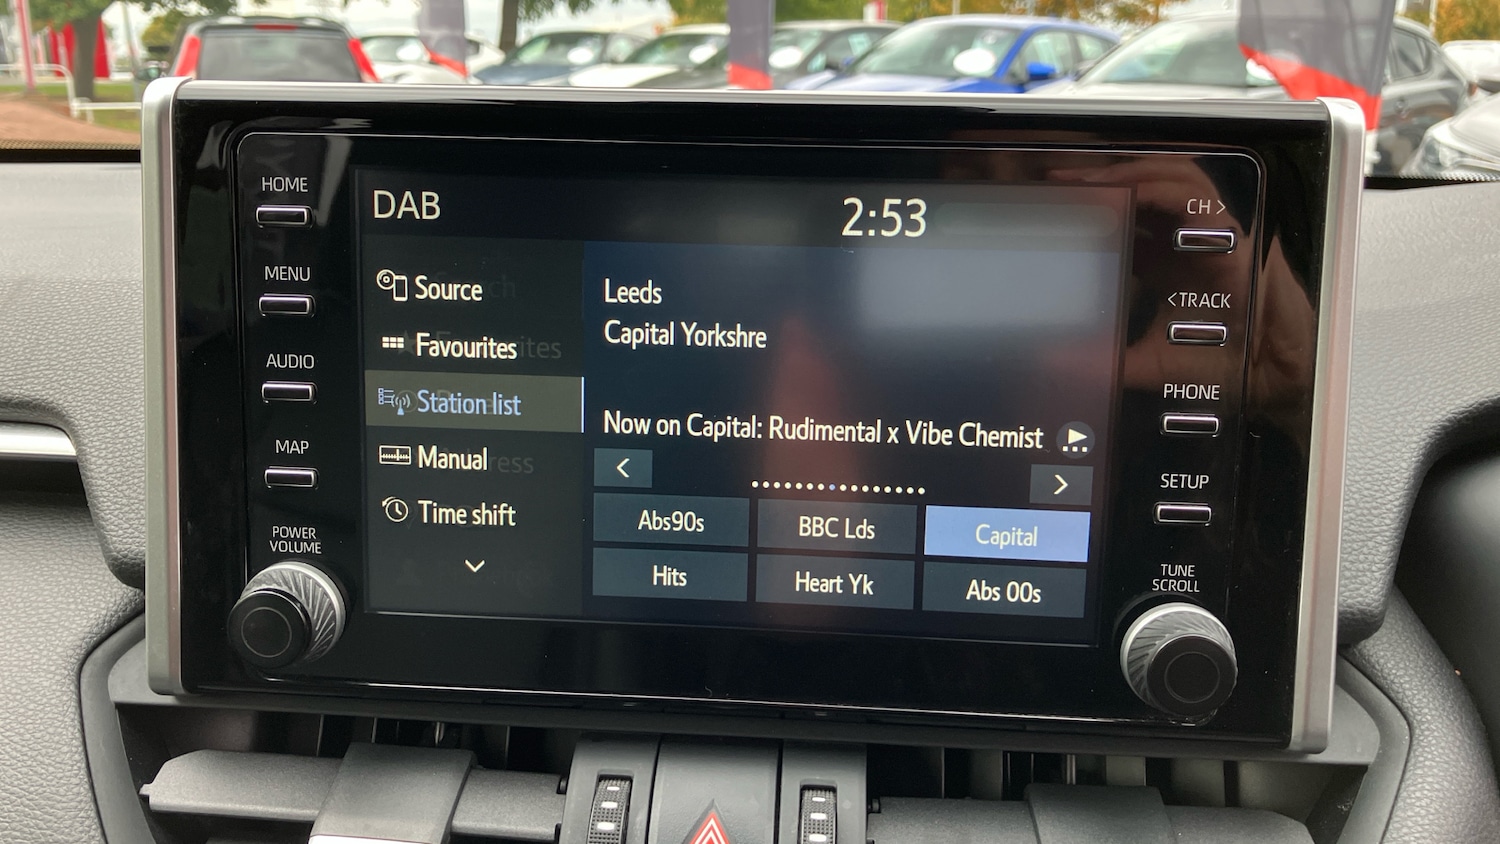 HOME
MENU
AUDIO
MAP
POWER
VOLUME
DAB
2:53
Source
Favourites
Station list
Manual
Time shift
Leeds
Capital Yorkshre
Now on Capital: Rudimental x Vibe Chemist
Abs90s
BBC Lds
Capital
Hits
Heart Yk
Abs 00s
CH >
< TRACK
PHONE
SETUP
TUNE
SCROLL